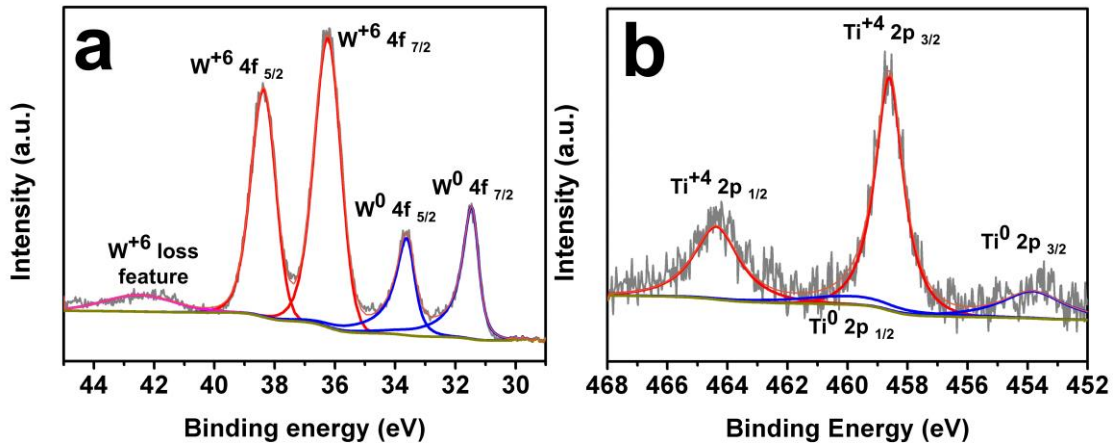 a
W+6 4f 7/2
W+6 4f 5/2
W0 4f 7/2
W0 4f 5/2
W+6 loss
feature
Intensity (a.u.)
44 42 40 38 36 34 32 30
Binding energy (eV)
b
Ti+4 2p 3/2
Ti+4 2p 1/2
Ti0 2p 3/2
Ti0 2p 1/2
Intensity (a.u.)
468 466 464 462 460 458 456 454 452
Binding Energy (eV)